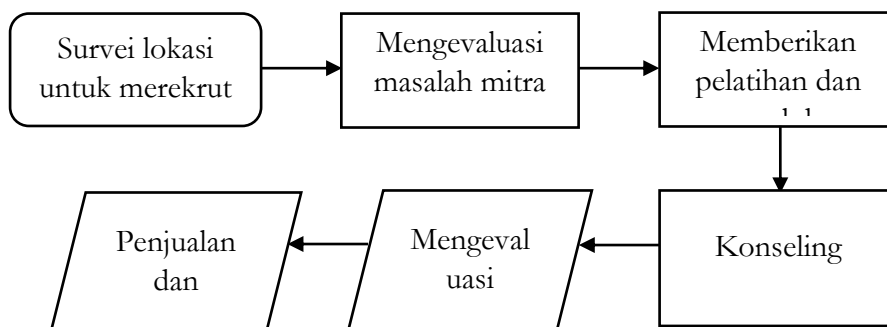 Survei lokasi
untuk merekrut
Mengevaluasi
masalah mitra
Memberikan
pelatihan dan
Konseling
Mengeval
uasi
Penjualan
dan